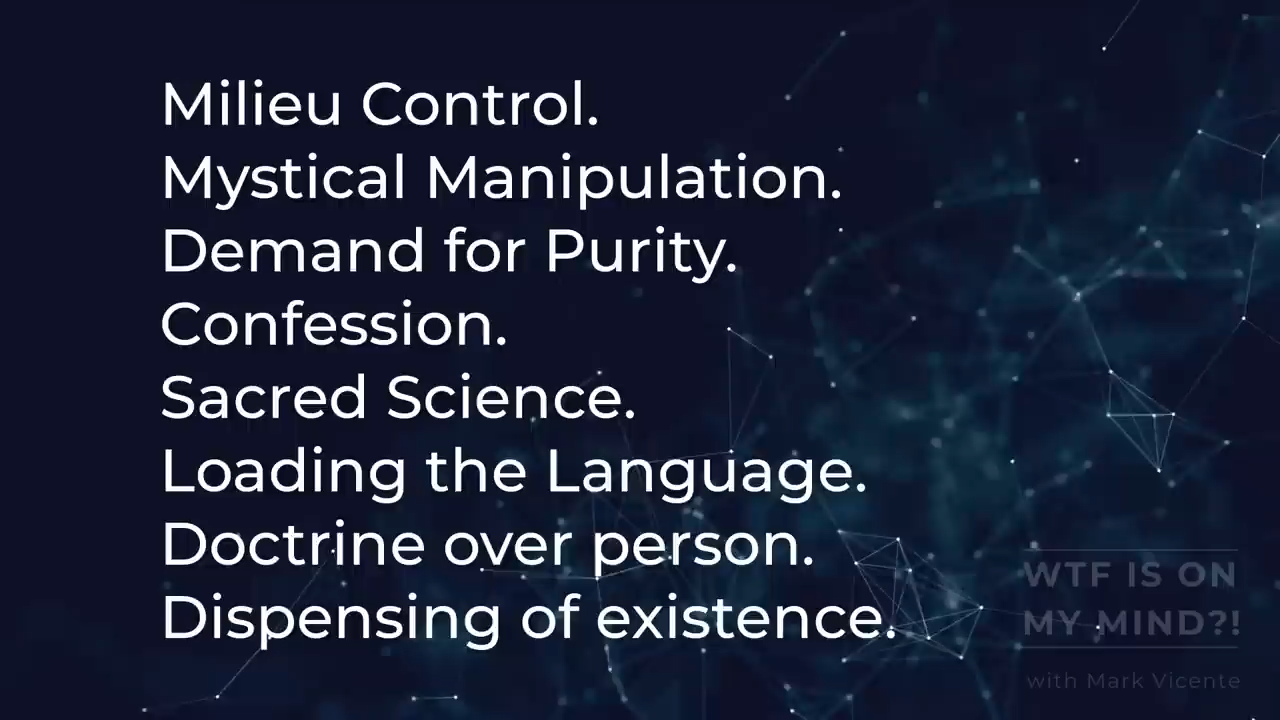 Milieu Control.
Mystical Manipulation.
Demand for Purity.
Confession.
Sacred Science.
Loading the Language.
Doctrine over person.
Dispensing of existence.
WTF IS ON
MY MIND?!
with Mark Vicente